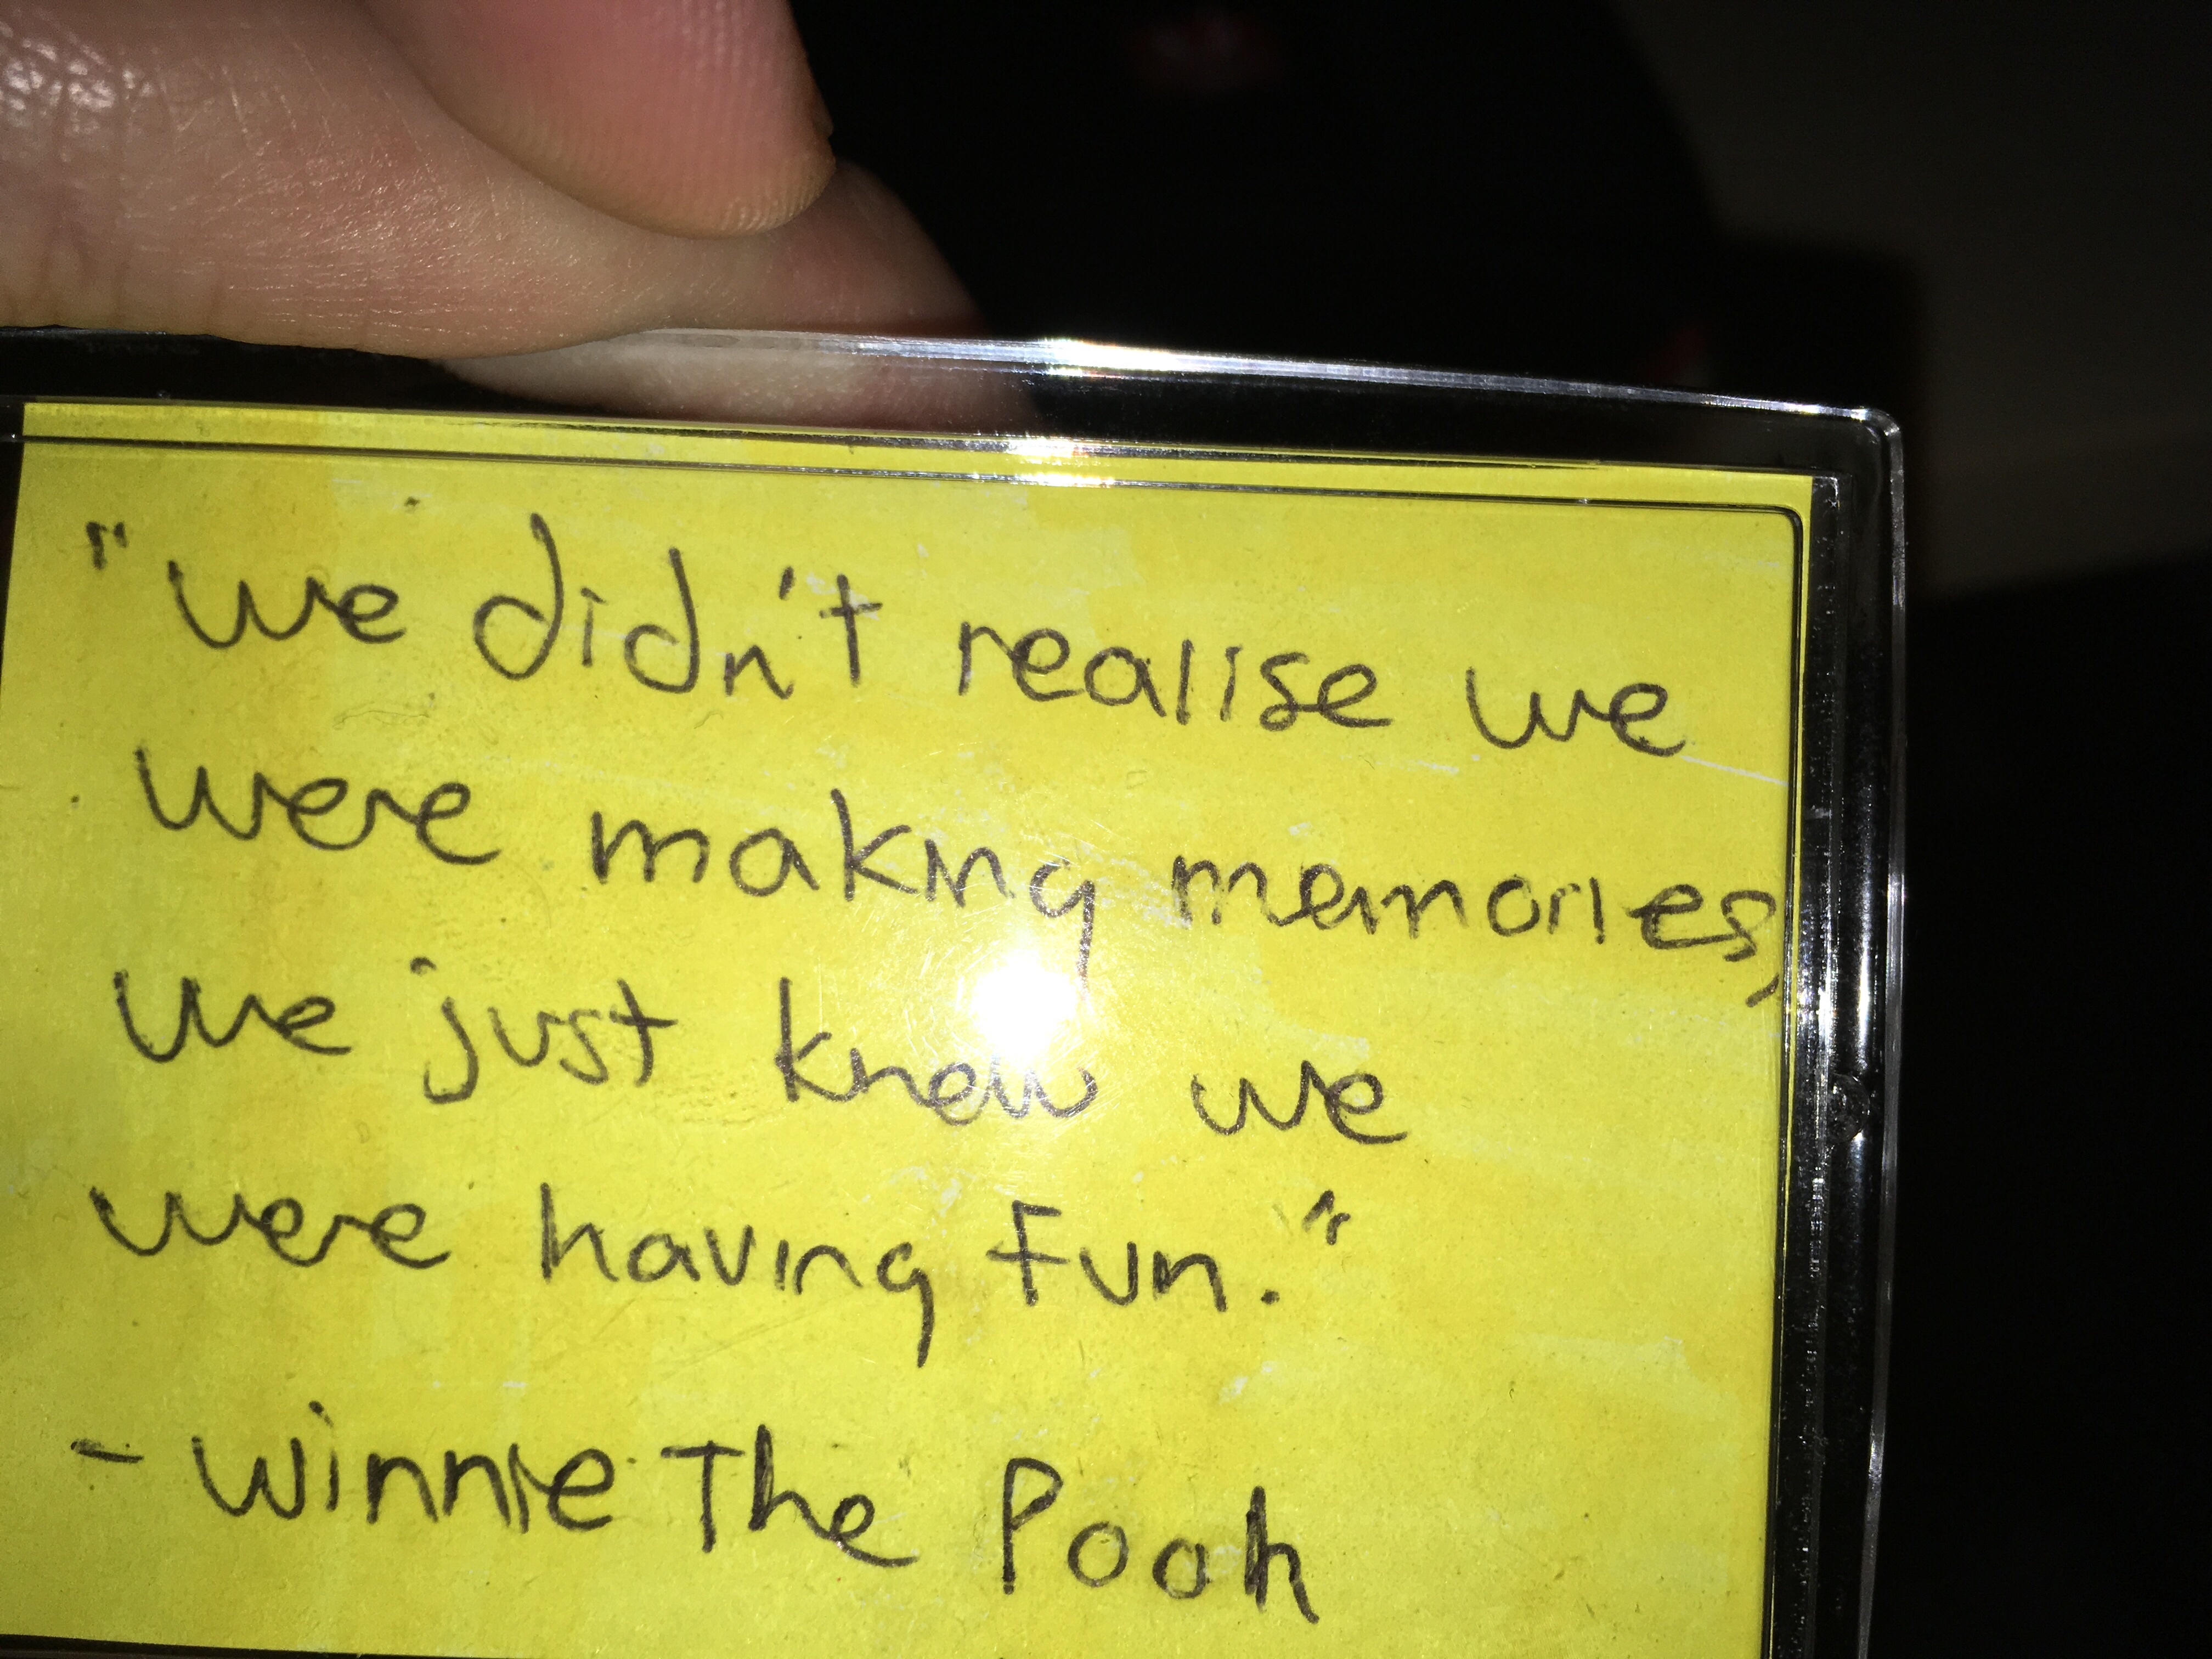 "we didn't realise we
were making memories,
we just knew we
were having fun."
- Winnie The Pooh